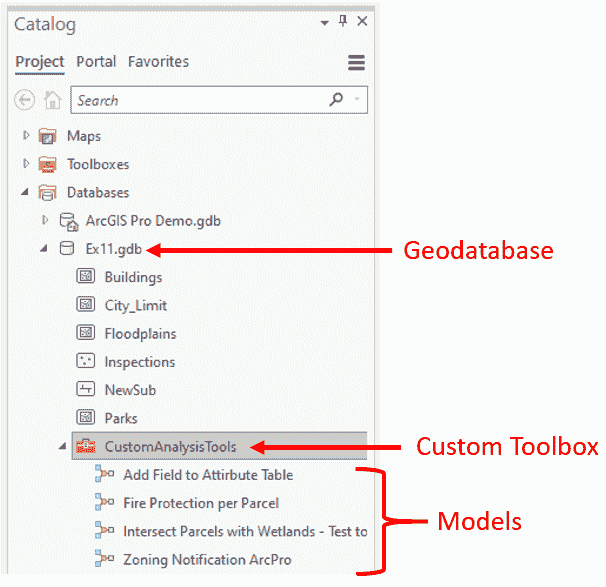 Catalog
Project Portal Favorites
Search
Maps
Toolboxes
Databases
ArcGIS Pro Demo.gdb
Ex11.gdb
Geodatabase
Buildings
City_Limit
Floodplains
Inspections
NewSub
Parks
CustomAnalysisTools
Custom Toolbox
Add Field to Attirbute Table
Fire Protection per Parcel
Intersect Parcels with Wetlands - Test to
Models
Zoning Notification ArcPro